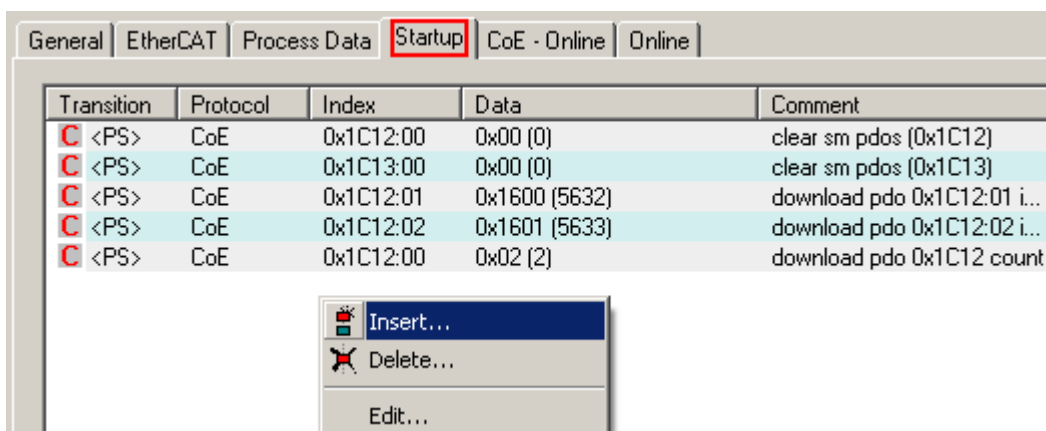 General EtherCAT Process Data Startup CoE - Online Online
Transition Protocol Index Data Comment
C <PS> CoE 0x1C12:00 0x00 (0) clear sm pdos (0x1C12)
C <PS> CoE 0x1C13:00 0x00 (0) clear sm pdos (0x1C13)
C <PS> CoE 0x1C12:01 0x1600 (5632) download pdo 0x1C12:01 i...
C <PS> CoE 0x1C12:02 0x1601 (5633) download pdo 0x1C12:02 i...
C <PS> CoE 0x1C12:00 0x02 (2) download pdo 0x1C12 count
Insert...
Delete...
Edit...